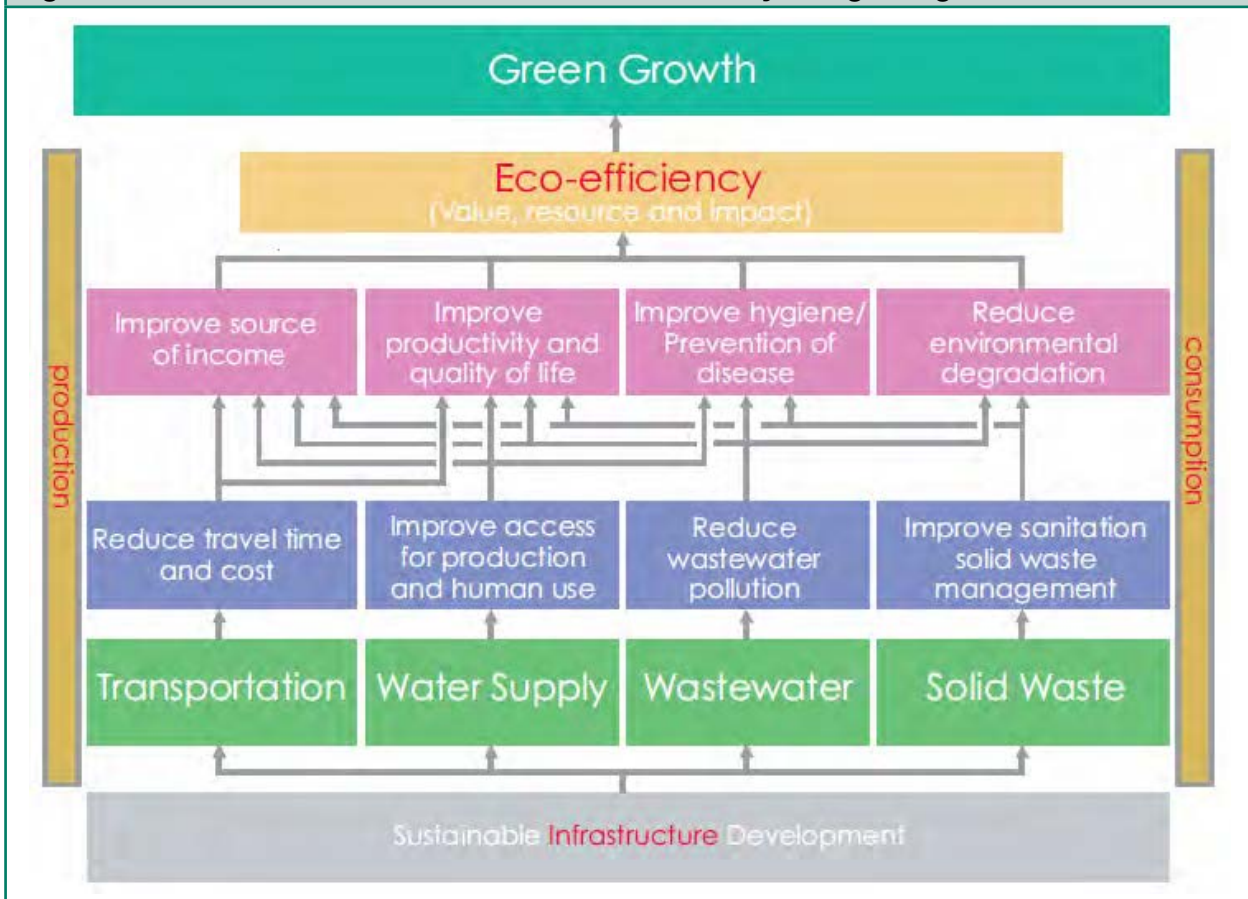 Green Growth
Eco-efficiency
(Value, resource and impact)
production
consumption
Improve source
of income
Improve
productivity and
quality of life
Improve hygiene/
Prevention of
disease
Reduce
environmental
degradation
Reduce travel time
and cost
Improve access
for production
and human use
Reduce
wastewater
pollution
Improve sanitation
solid waste
management
Transportation
Water Supply
Wastewater
Solid Waste
Sustainable Infrastructure Development